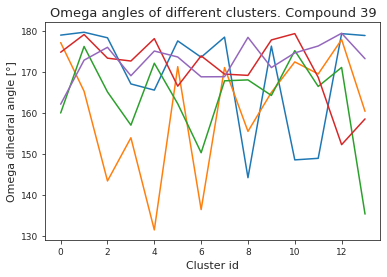 Omega angles of different clusters. Compound 39
180
170
160
150
140
130
Omega dihedral angle [°]
0 2 4 6 8 10 12
Cluster id